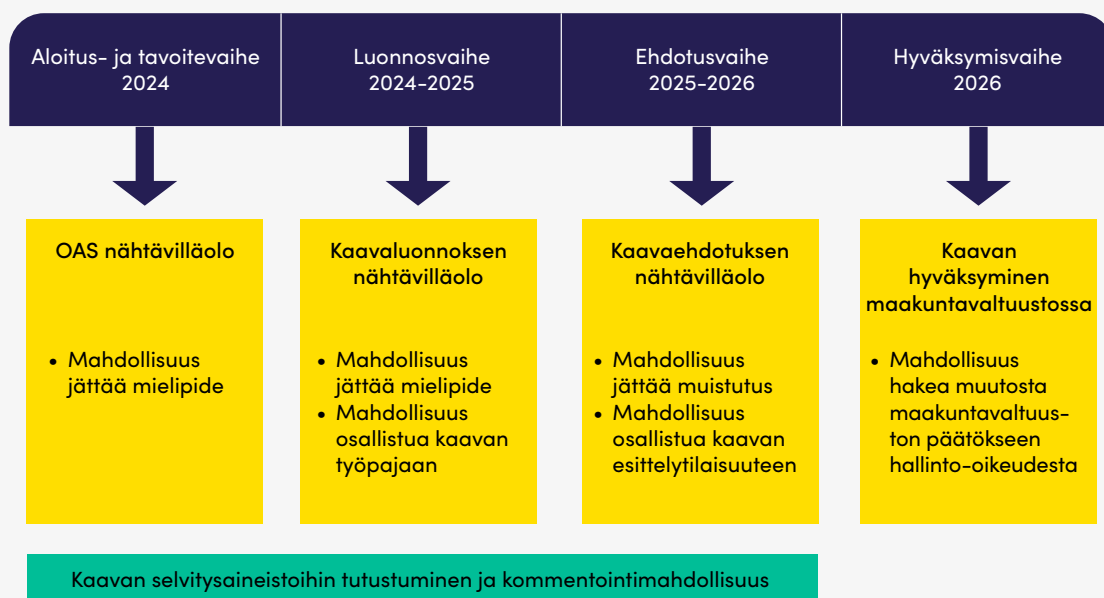 Aloitus- ja tavoitevaihe
2024
Luonnosvaihe
2024-2025
Ehdotusvaihe
2025-2026
Hyväksymisvaihe
2026
OAS nähtävilläolo
• Mahdollisuus
jättää mielipide
Kaavaluonnoksen
nähtävilläolo
• Mahdollisuus
jättää mielipide
• Mahdollisuus
osallistua kaavan
työpajaan
Kaavaehdotuksen
nähtävilläolo
• Mahdollisuus
jättää muistutus
• Mahdollisuus
osallistua kaavan
esittelytilaisuuteen
Kaavan
hyväksyminen
maakuntavaltuustossa
• Mahdollisuus
hakea muutosta
maakuntavaltuus-
ton päätökseen
hallinto-oikeudesta
Kaavan selvitysaineistoihin tutustuminen ja kommentointimahdollisuus